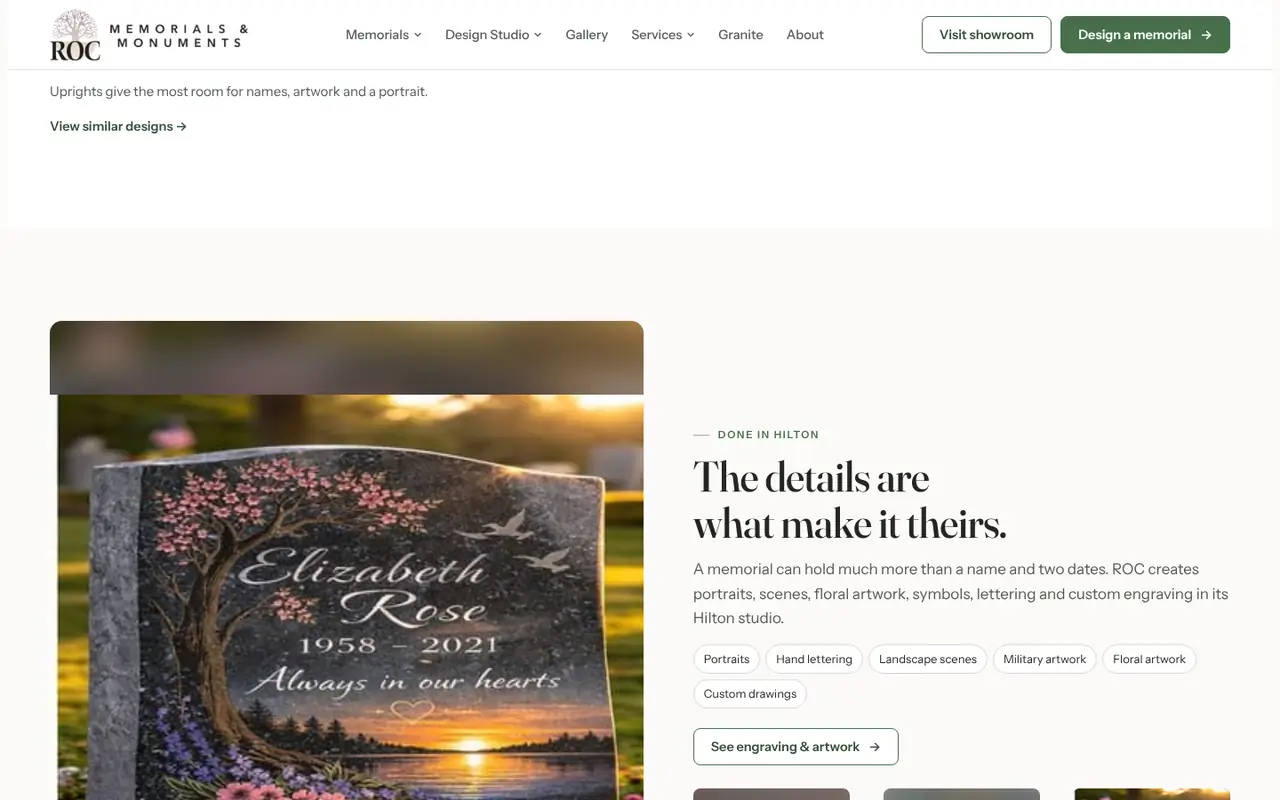 MEMORIALS &
MONUMENTS
ROC
Memorials
Design Studio
Gallery
Services
Granite
About
Visit showroom
Design a memorial →
Uprights give the most room for names, artwork and a portrait.
View similar designs →
Elizabeth
Rose
1958 – 2021
Always in our hearts
DONE IN HILTON
The details are
what make it theirs.
A memorial can hold much more than a name and two dates. ROC creates
portraits, scenes, floral artwork, symbols, lettering and custom engraving in its
Hilton studio.
Portraits
Hand lettering
Landscape scenes
Military artwork
Floral artwork
Custom drawings
See engraving & artwork →